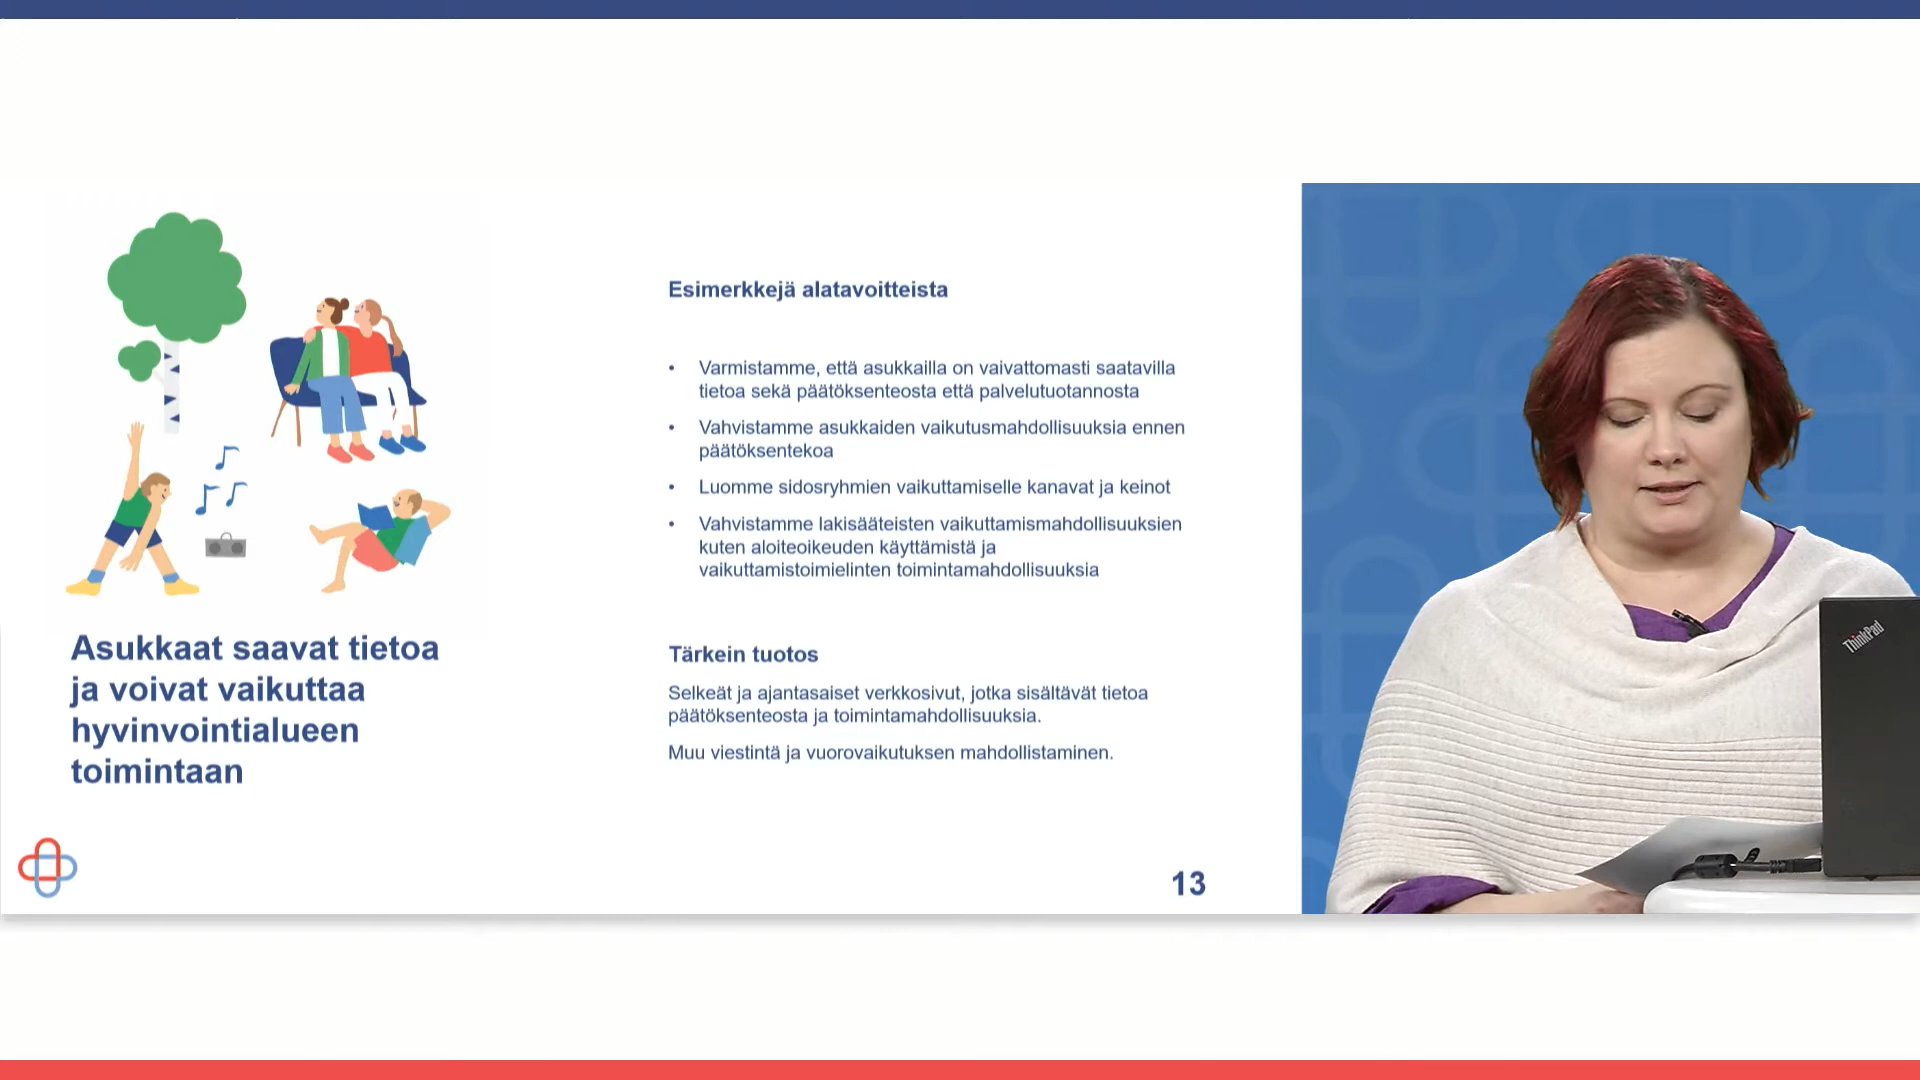 Asukkaat saavat tietoa
ja voivat vaikuttaa
hyvinvointialueen
toimintaan
Esimerkkejä alatavoitteista
• Varmistamme, että asukkailla on vaivattomasti saatavilla
tietoa sekä päätöksenteosta että palvelutuotannosta
• Vahvistamme asukkaiden vaikutusmahdollisuuksia ennen
päätöksentekoa
• Luomme sidosryhmien vaikuttamiselle kanavat ja keinot
• Vahvistamme lakisääteisten vaikuttamismahdollisuuksien
kuten aloiteoikeuden käyttämistä ja
vaikuttamistoimielinten toimintamahdollisuuksia
Tärkein tuotos
Selkeät ja ajantasaiset verkkosivut, jotka sisältävät tietoa
päätöksenteosta ja toimintamahdollisuuksia.
Muu viestintä ja vuorovaikutuksen mahdollistaminen.
13
ThinkPad